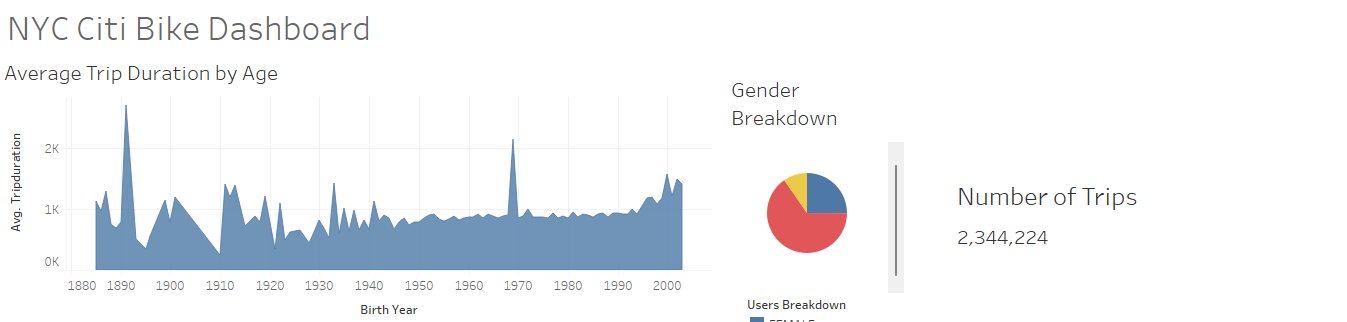 NYC Citi Bike Dashboard
Average Trip Duration by Age
Gender
Breakdown
Avg. Tripduration
2K
1K
0K
1880 1890 1900 1910 1920 1930 1940 1950 1960 1970 1980 1990 2000
Birth Year
Number of Trips
2,344,224
Users Breakdown